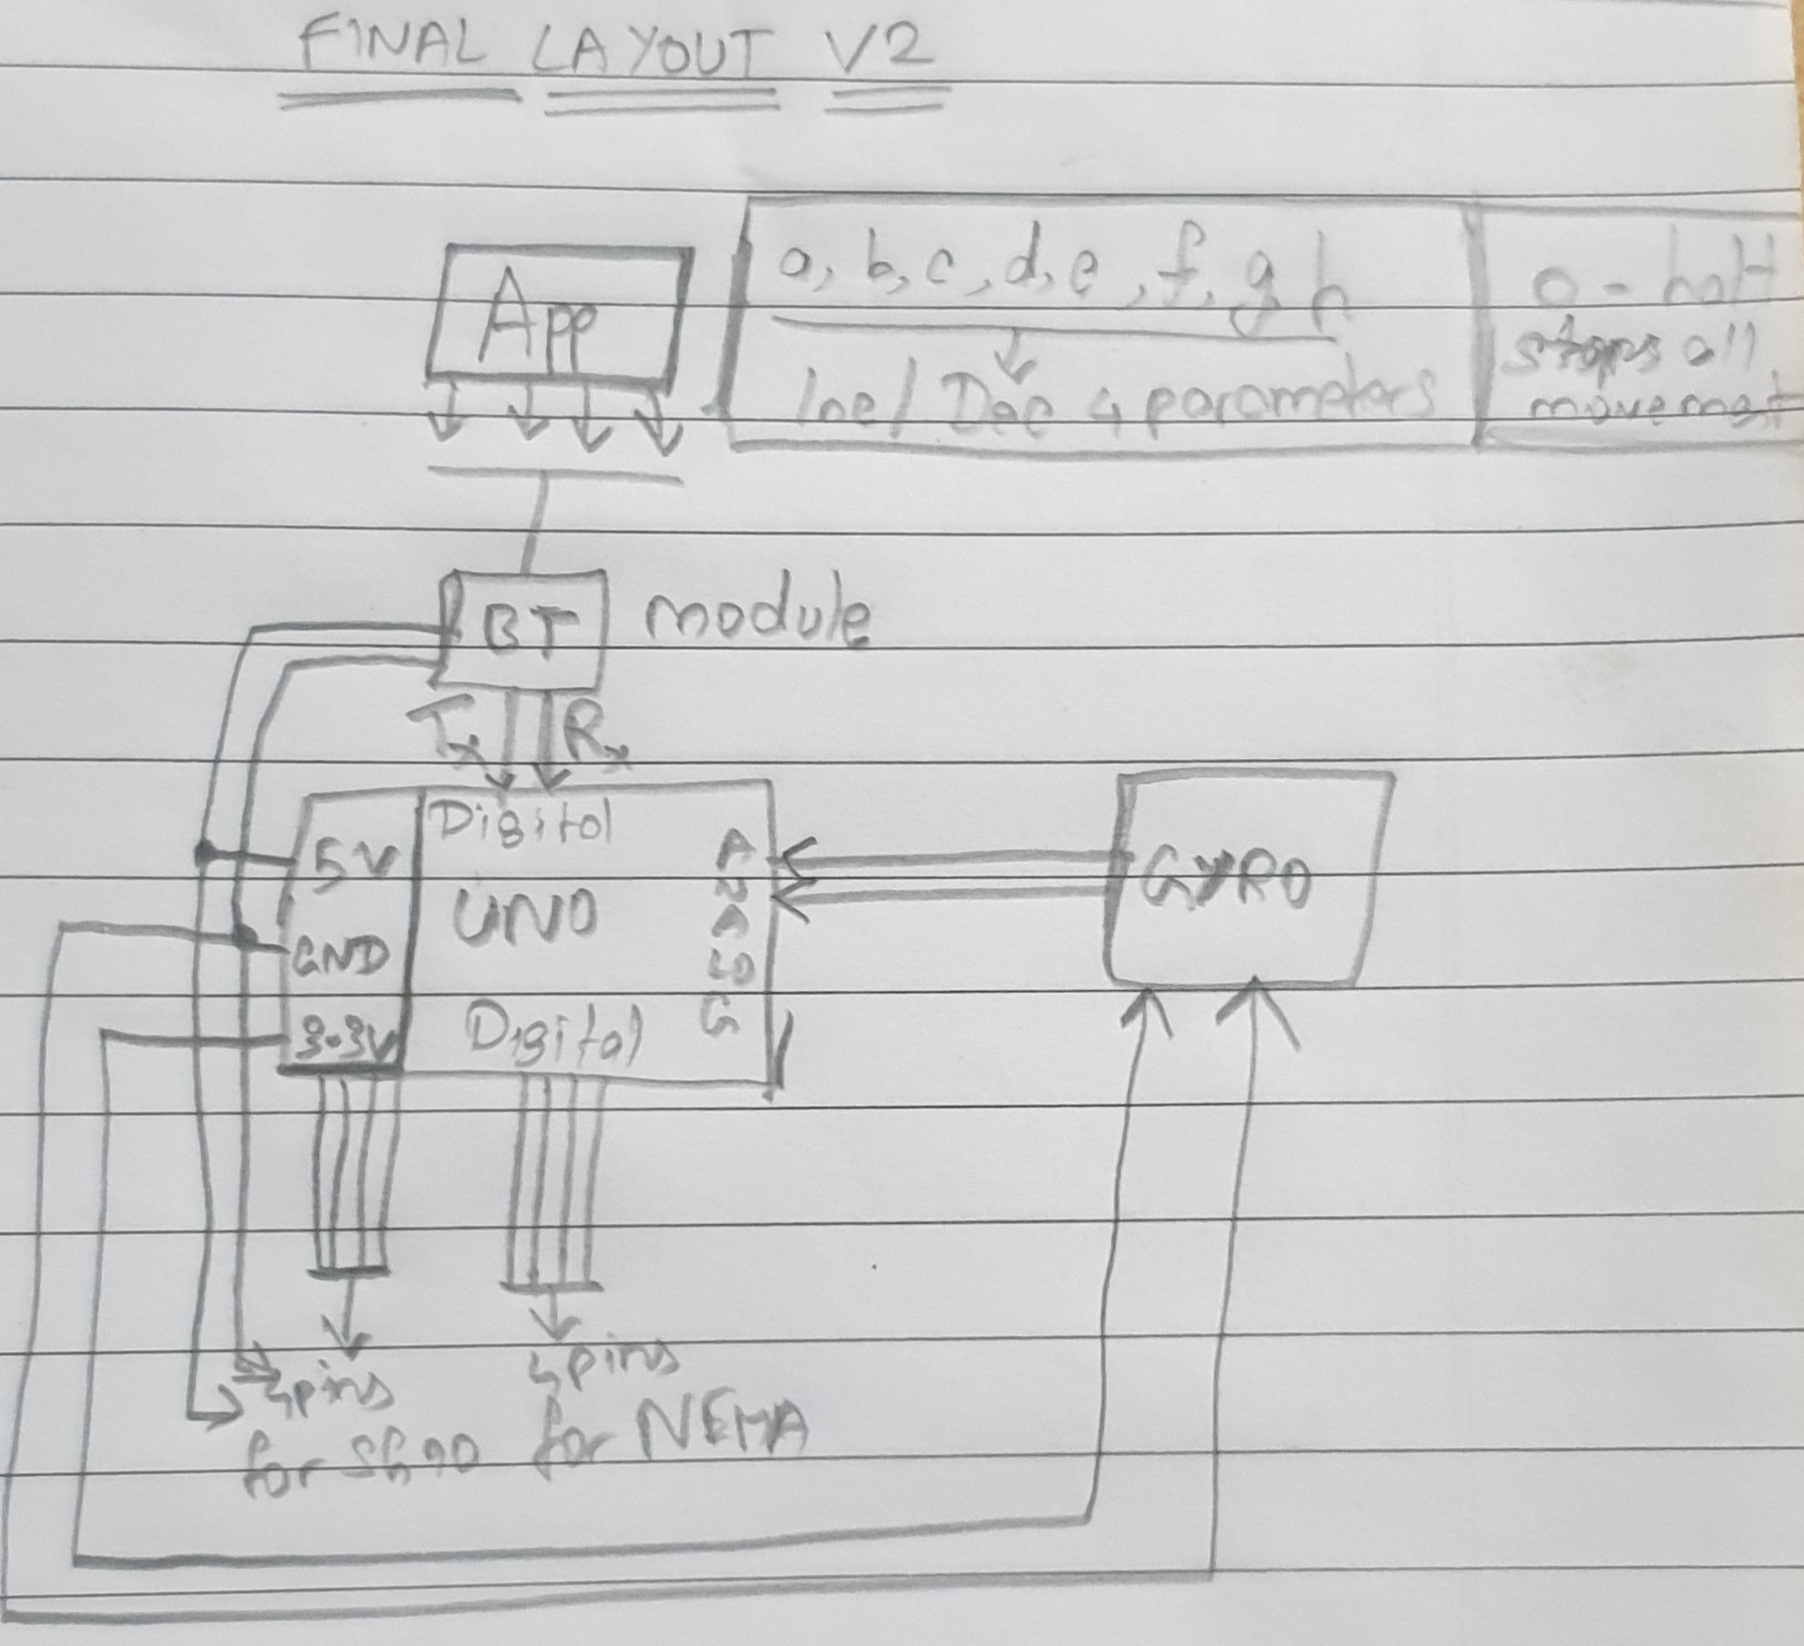 FINAL LAYOUT V2
App
a, b, c, d, e, f, g, h
Inc/ Dec 4 parameters
0 - halt
stops all
movement
BT module
Tx Rx
Digital
5V
UNO
GND
3.3V
Digital
ANALOG
GYRO
4pins
for SG90
4pins
for NEMA